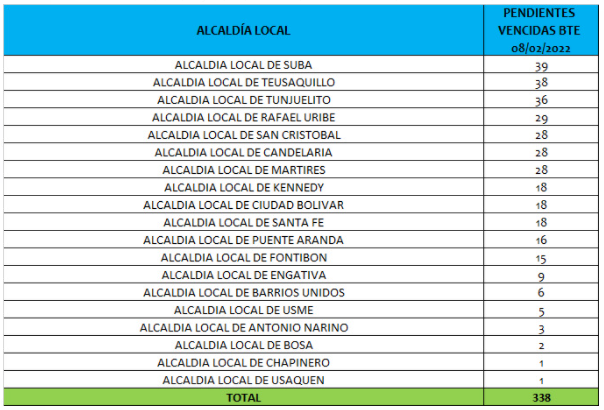 ALCALDÍA LOCAL
PENDIENTES
VENCIDAS BTE
08/02/2022
ALCALDIA LOCAL DE SUBA 39
ALCALDIA LOCAL DE TEUSAQUILLO 38
ALCALDIA LOCAL DE TUNJUELITO 36
ALCALDIA LOCAL DE RAFAEL URIBE 29
ALCALDIA LOCAL DE SAN CRISTOBAL 28
ALCALDIA LOCAL DE CANDELARIA 28
ALCALDIA LOCAL DE MARTIRES 28
ALCALDIA LOCAL DE KENNEDY 18
ALCALDIA LOCAL DE CIUDAD BOLIVAR 18
ALCALDIA LOCAL DE SANTA FE 18
ALCALDIA LOCAL DE PUENTE ARANDA 16
ALCALDIA LOCAL DE FONTIBON 15
ALCALDIA LOCAL DE ENGATIVA 9
ALCALDIA LOCAL DE BARRIOS UNIDOS 6
ALCALDIA LOCAL DE USME 5
ALCALDIA LOCAL DE ANTONIO NARINO 3
ALCALDIA LOCAL DE BOSA 2
ALCALDIA LOCAL DE CHAPINERO 1
ALCALDIA LOCAL DE USAQUEN 1
TOTAL 338